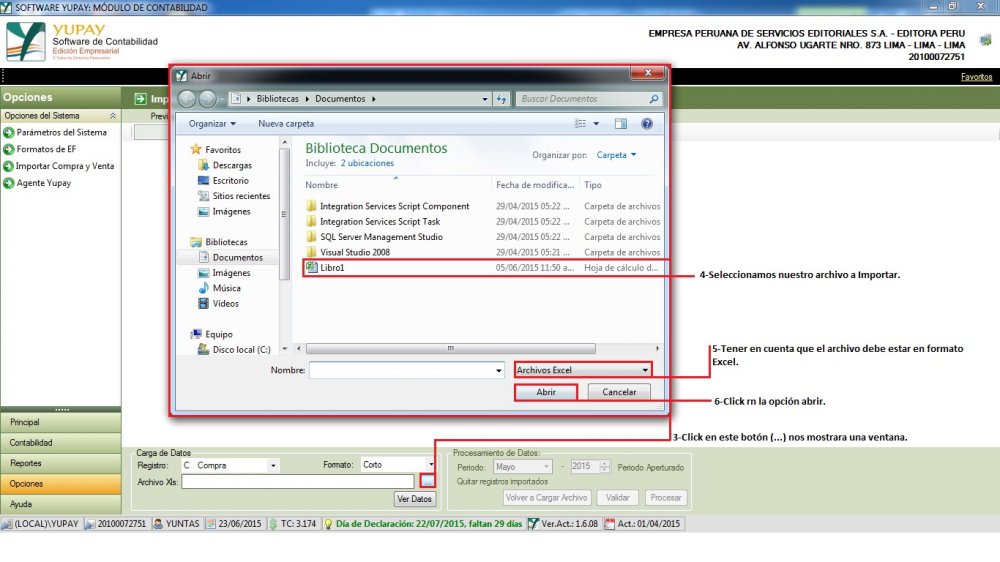 SOFTWARE YUPAY: MÓDULO DE CONTABILIDAD
YUPAY
Software de Contabilidad
Edición Empresarial
EMPRESA PERUANA DE SERVICIOS EDITORIALES S.A. - EDITORA PERU
AV. ALFONSO UGARTE NRO. 873 LIMA - LIMA - LIMA
20100072751
Favoritos
Opciones
Opciones del Sistema
Parámetros del Sistema
Formatos de EF
Importar Compra y Venta
Agente Yupay
Imp
Previ
Abrir
Bibliotecas
Documentos
Buscar Documentos
Organizar
Nueva carpeta
Favoritos
Descargas
Escritorio
Sitios recientes
Imágenes
Bibliotecas
Documentos
Imágenes
Música
Vídeos
Equipo
Disco local (C:)
Biblioteca Documentos
Incluye: 2 ubicaciones
Organizar por: Carpeta
Nombre
Fecha de modifica...
Tipo
Integration Services Script Component 29/04/2015 05:22 ... Carpeta de archivos
Integration Services Script Task 29/04/2015 05:22 ... Carpeta de archivos
SQL Server Management Studio 29/04/2015 05:22 ... Carpeta de archivos
Visual Studio 2008 29/04/2015 05:21 ... Carpeta de archivos
Libro1 05/06/2015 11:50 a... Hoja de cálculo d...
Nombre:
Archivos Excel
Abrir
Cancelar
4-Seleccionamos nuestro archivo a Importar.
5-Tener en cuenta que el archivo debe estar en formato
Excel.
6-Click rn la opción abrir.
3-Click en este botón (...) nos mostrara una ventana.
Principal
Contabilidad
Reportes
Opciones
Ayuda
Carga de Datos
Registro: C Compra
Formato: Corto
Archivo Xls:
...
Ver Datos
Procesamiento de Datos:
Periodo: Mayo - 2015 Periodo Aperturado
Quitar registros importados
Volver a Cargar Archivo
Validar
Procesar
(LOCAL)\YUPAY
20100072751
YUNTAS
23/06/2015
TC: 3.174
Día de Declaración: 22/07/2015, faltan 29 días
Ver.Act.: 1.6.08
Act.: 01/04/2015